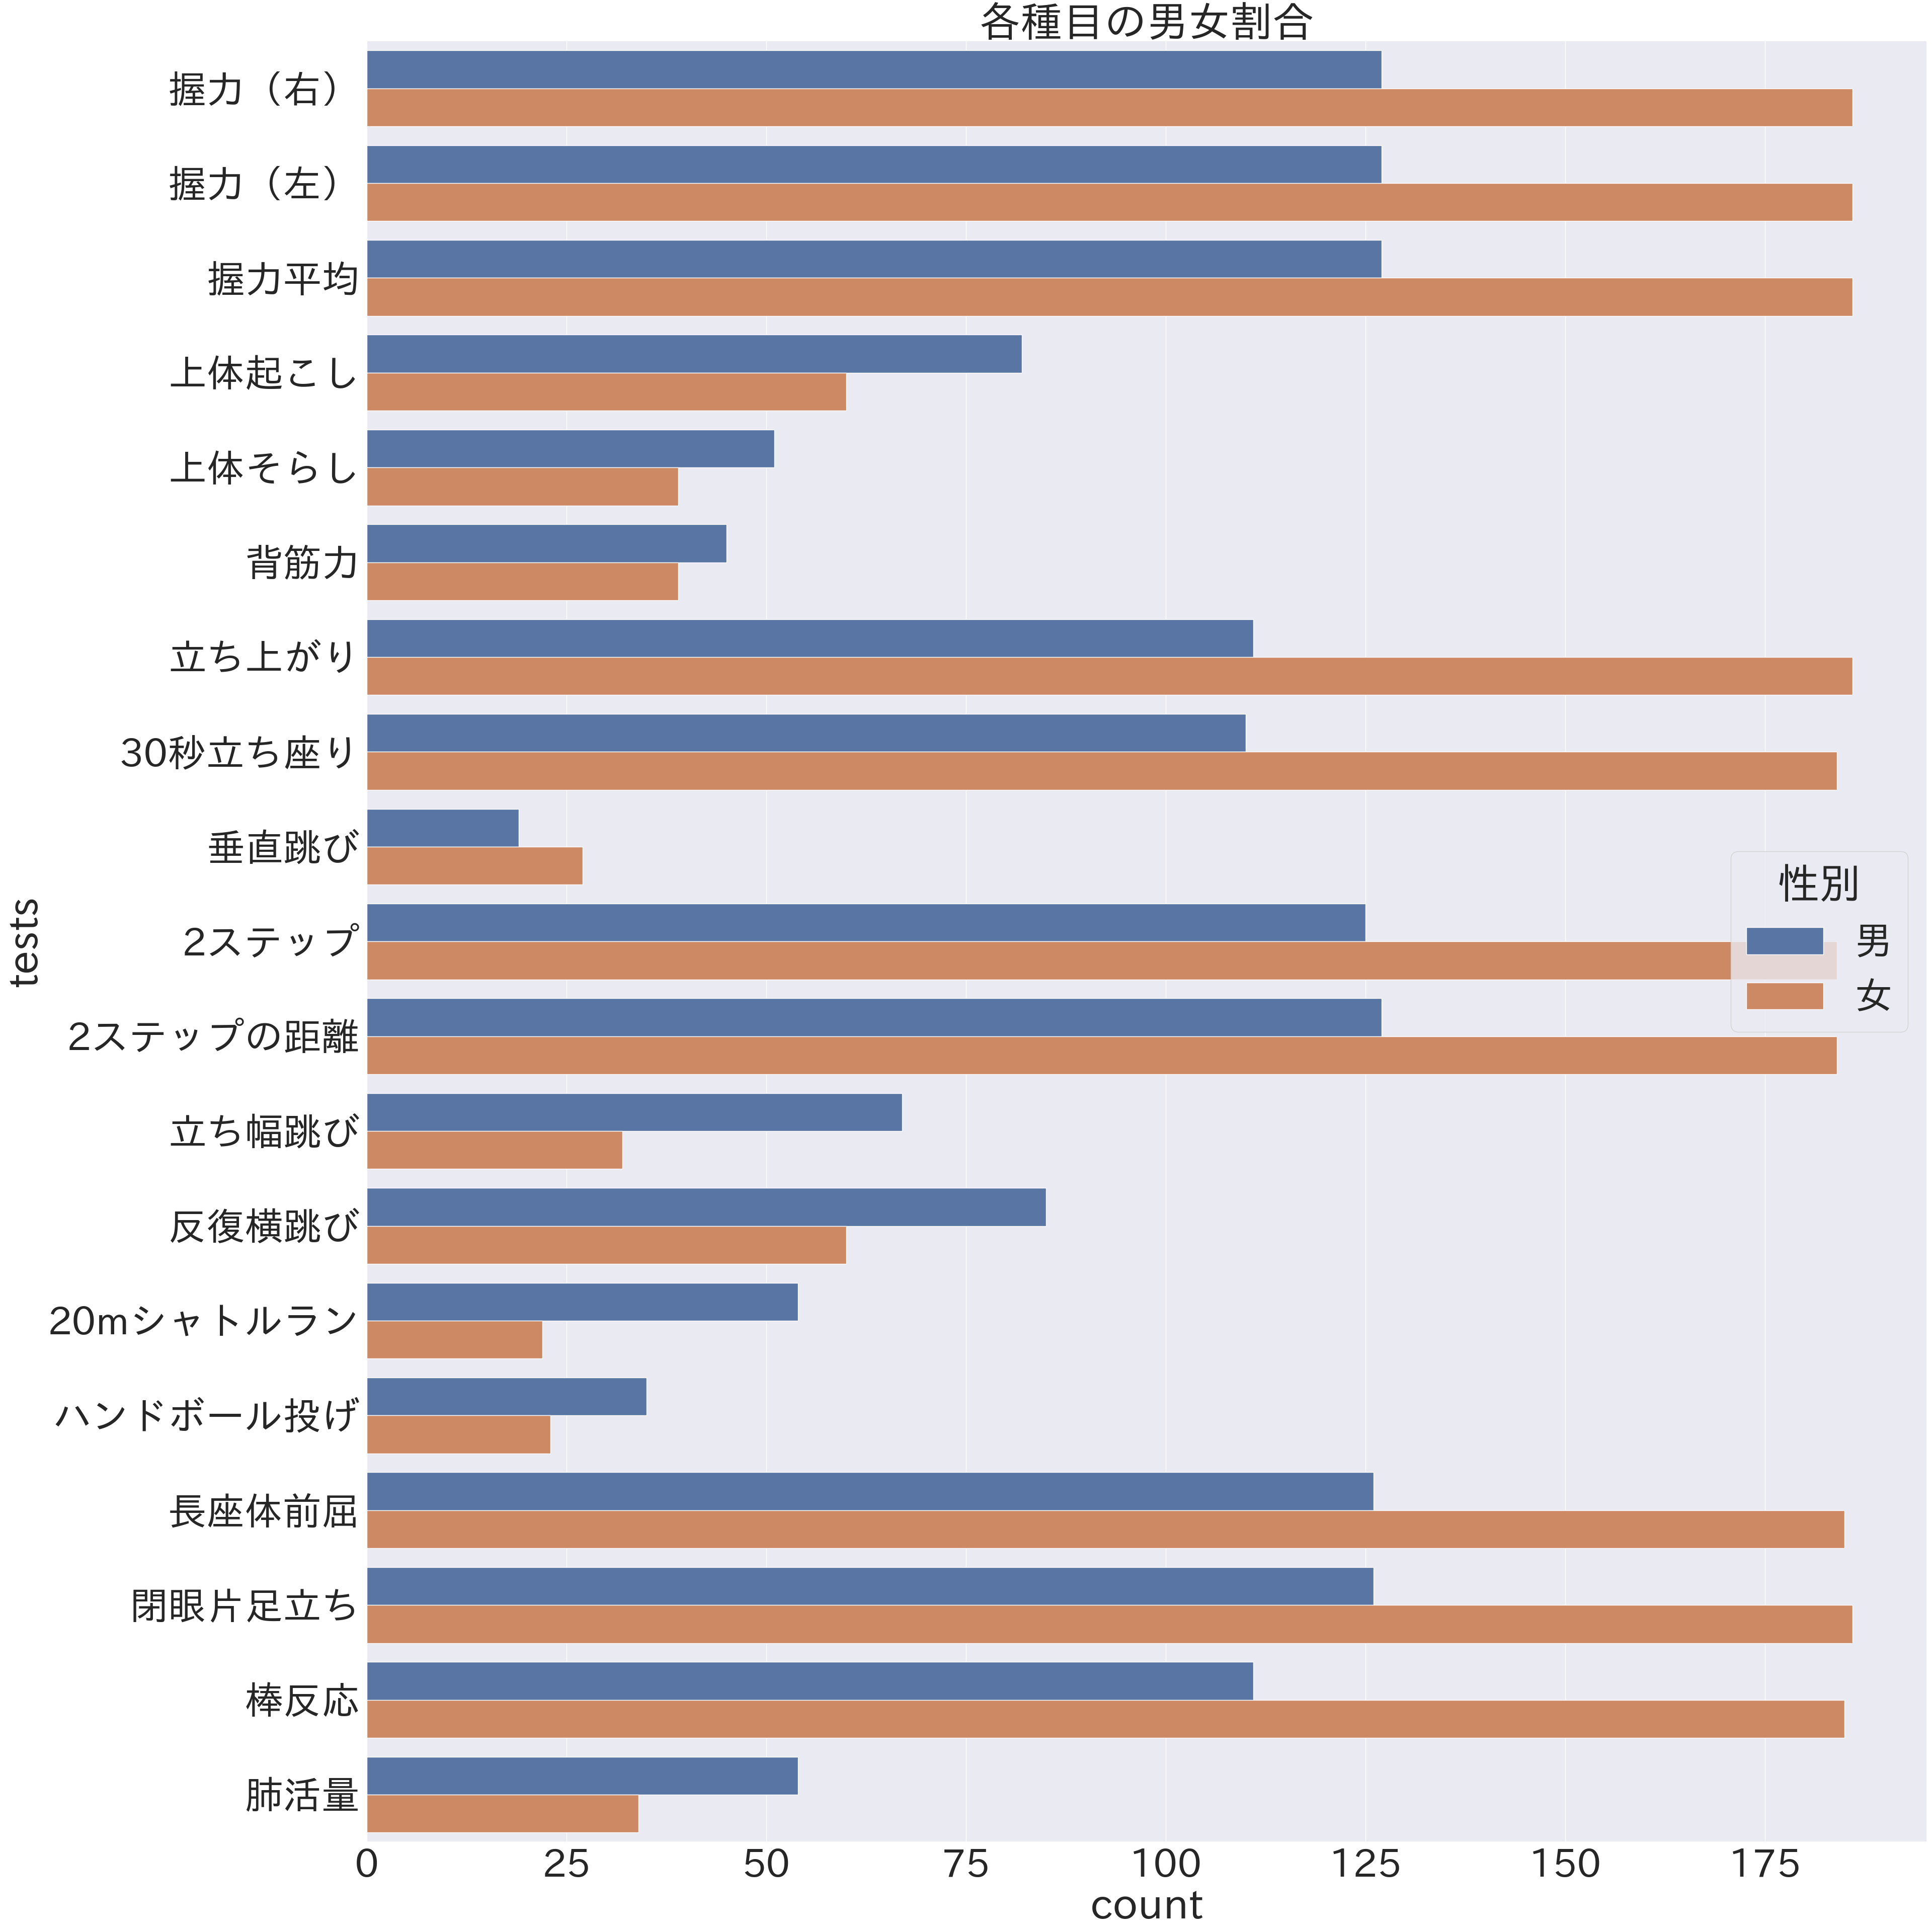 各種目の男女割合
握力（右）
握力（左）
握力平均
上体起こし
上体そらし
背筋力
立ち上がり
30秒立ち座り
垂直跳び
2ステップ
2ステップの距離
立ち幅跳び
反復横跳び
20mシャトルラン
ハンドボール投げ
長座体前屈
閉眼片足立ち
棒反応
肺活量
tests
性別
男
女
0 25 50 75 100 125 150 175
count